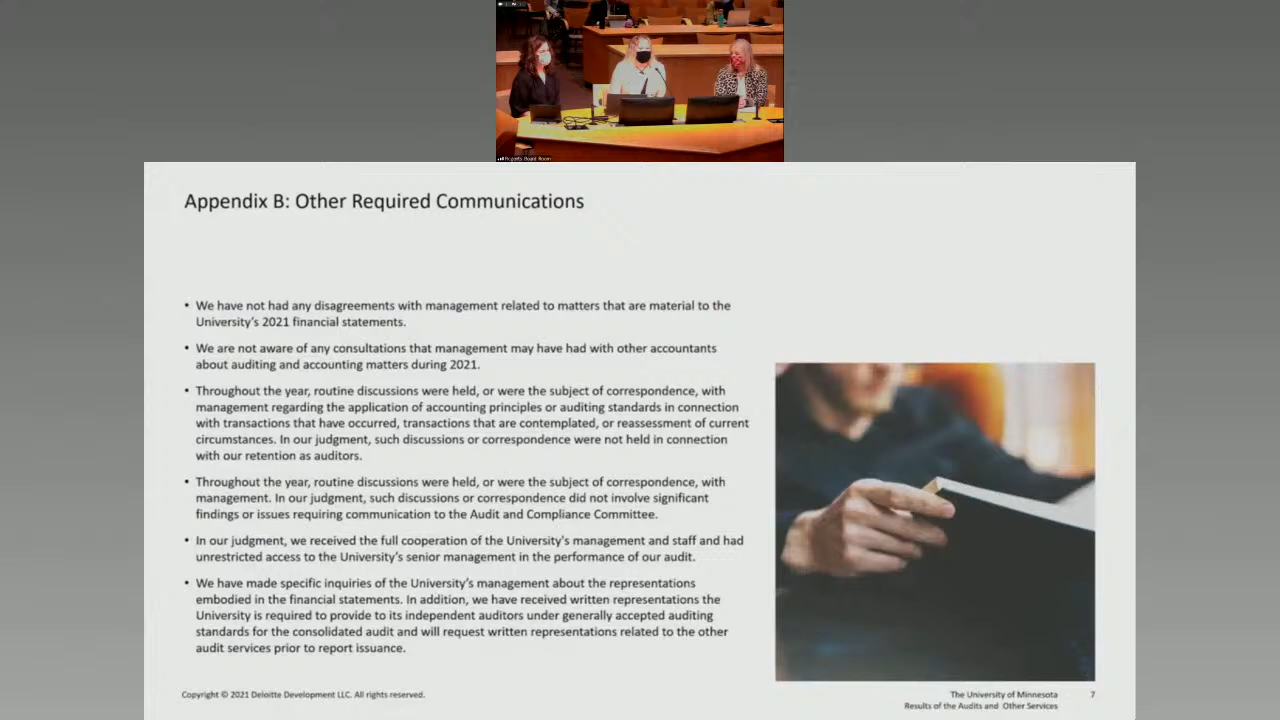 Regents Board Room
Appendix B: Other Required Communications
• We have not had any disagreements with management related to matters that are material to the
University's 2021 financial statements.
• We are not aware of any consultations that management may have had with other accountants
about auditing and accounting matters during 2021.
• Throughout the year, routine discussions were held, or were the subject of correspondence, with
management regarding the application of accounting principles or auditing standards in connection
with transactions that have occurred, transactions that are contemplated, or reassessment of current
circumstances. In our judgment, such discussions or correspondence were not held in connection
with our retention as auditors.
• Throughout the year, routine discussions were held, or were the subject of correspondence, with
management. In our judgment, such discussions or correspondence did not involve significant
findings or issues requiring communication to the Audit and Compliance Committee.
• In our judgment, we received the full cooperation of the University's management and staff and had
unrestricted access to the University's senior management in the performance of our audit.
• We have made specific inquiries of the University's management about the representations
embodied in the financial statements. In addition, we have received written representations the
University is required to provide to its independent auditors under generally accepted auditing
standards for the consolidated audit and will request written representations related to the other
audit services prior to report issuance.
Copyright © 2021 Deloitte Development LLC. All rights reserved.
The University of Minnesota 7
Results of the Audits and Other Services